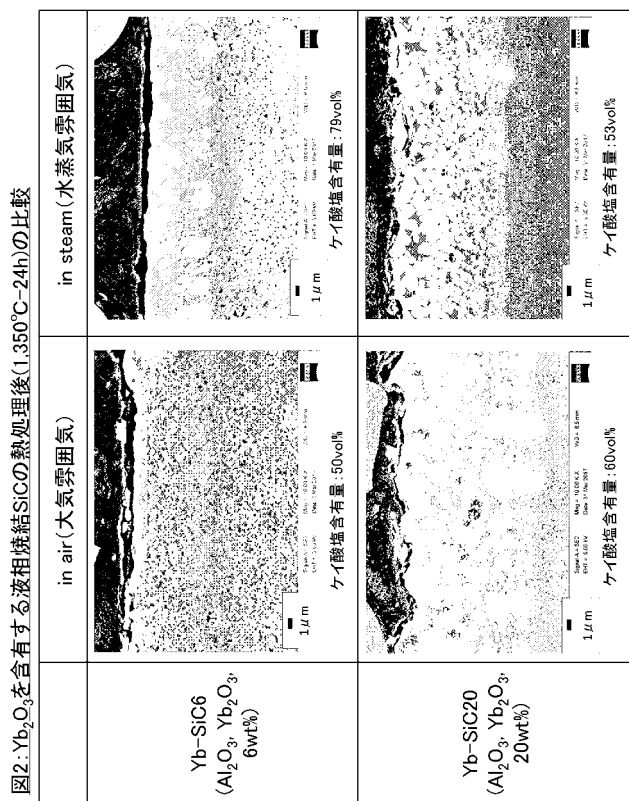 図2:Yb₂O₃を含有する液相焼結SiCの熱処理後(1,350℃-24h)の比較
in air(大気雰囲気)
in steam(水蒸気雰囲気)
Yb-SiC6
(Al₂O₃, Yb₂O₃,
6wt%)
1μm
ケイ酸塩含有量:50vol%
1μm
ケイ酸塩含有量:79vol%
Yb-SiC20
(Al₂O₃, Yb₂O₃,
20wt%)
1μm
ケイ酸塩含有量:60vol%
1μm
ケイ酸塩含有量:53vol%